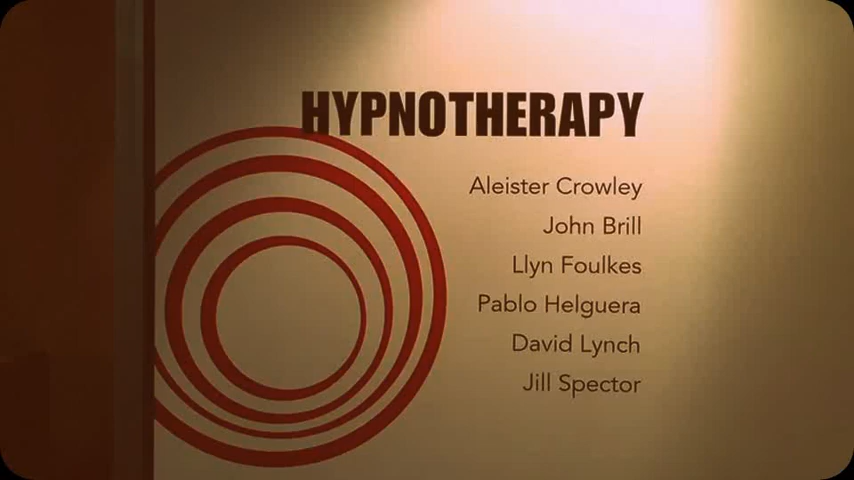 HYPNOTHERAPY
Aleister Crowley
John Brill
Llyn Foulkes
Pablo Helguera
David Lynch
Jill Spector